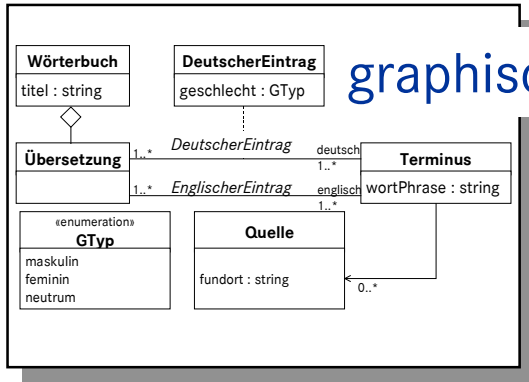 Wörterbuch
titel : string
DeutscherEintrag
geschlecht : GTyp
Übersetzung
1..*
DeutscherEintrag
deutsch
1..*
1..*
EnglischerEintrag
englisch
1..*
Terminus
wortPhrase : string
«enumeration»
GTyp
maskulin
feminin
neutrum
Quelle
fundort : string
0..*